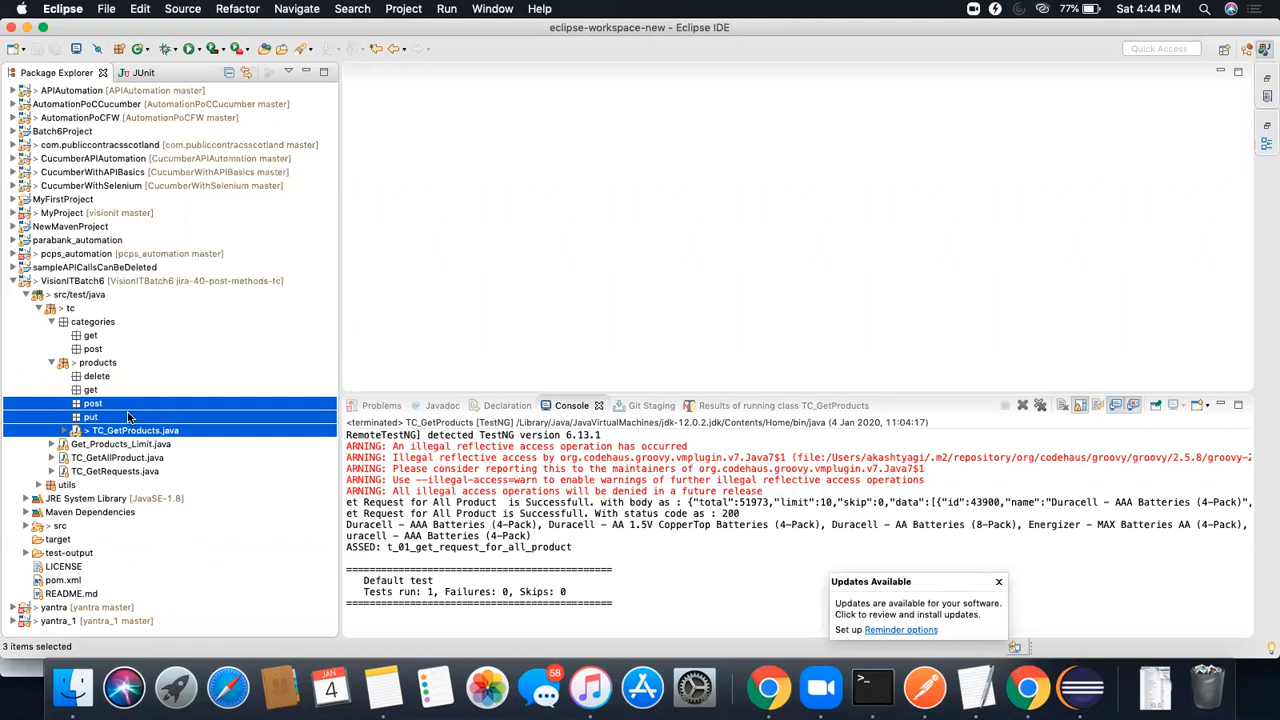 Eclipse File Edit Source Refactor Navigate Search Project Run Window Help 77% Sat 4:44 PM
eclipse-workspace-new - Eclipse IDE
Quick Access
Package Explorer JUnit
> APIAutomation [APIAutomation master]
AutomationPoCCucumber [AutomationPoCCucumber master]
> AutomationPoCFW [AutomationPoCFW master]
Batch6Project
> com.publiccontracsscotland [com.publiccontracsscotland master]
> CucumberAPIAutomation [CucumberAPIAutomation master]
> CucumberWithAPIBasics [CucumberWithAPIBasics master]
> CucumberWithSelenium [CucumberWithSelenium master]
MyFirstProject
> MyProject [visionit master]
NewMavenProject
parabank_automation
> pcps_automation [pcps_automation master]
sampleAPICallsCanBeDeleted
> VisionITBatch6 [VisionITBatch6 jira-40-post-methods-tc]
> src/test/java
> tc
categories
get
post
> products
delete
get
post
put
> TC_GetProducts.java
Get_Products_Limit.java
TC_GetAllProduct.java
TC_GetRequests.java
utils
JRE System Library [JavaSE-1.8]
Maven Dependencies
> src
target
test-output
LICENSE
pom.xml
README.md
> yantra [yantra master]
> yantra_1 [yantra_1 master]
3 items selected
Problems Javadoc Declaration Console Git Staging Results of running class TC_GetProducts
<terminated> TC_GetProducts [TestNG] /Library/Java/JavaVirtualMachines/jdk-12.0.2.jdk/Contents/Home/bin/java (04-Jan-2020, 11:04:17)
RemoteTestNG] detected TestNG version 6.13.1
ARNING: An illegal reflective access operation has occurred
ARNING: Illegal reflective access by org.codehaus.groovy.vmplugin.v7.Java7$1 (file:/Users/akashtyagi/.m2/repository/org/codehaus/groovy/groovy/2.5.8/groovy-2
ARNING: Please consider reporting this to the maintainers of org.codehaus.groovy.vmplugin.v7.Java7$1
ARNING: Use --illegal-access=warn to enable warnings of further illegal reflective access operations
ARNING: All illegal access operations will be denied in a future release
et Request for All Product is Successfull. with body as : {"total":51973,"limit":10,"skip":0,"data":[{"id":43900,"name":"Duracell - AAA Batteries (4-Pack)",
et Request for All Product is Successfull. With status code as : 200
Duracell - AAA Batteries (4-Pack), Duracell - AA 1.5V CopperTop Batteries (4-Pack), Duracell - AA Batteries (8-Pack), Energizer - MAX Batteries AA (4-Pack),
uracell - AAA Batteries (4-Pack)
ASSED: t_01_get_request_for_all_product
===============================================
Default test
Tests run: 1, Failures: 0, Skips: 0
===============================================
Updates Available
Updates are available for your software.
Click to review and install updates.
Set up Reminder options
JAN
4
58